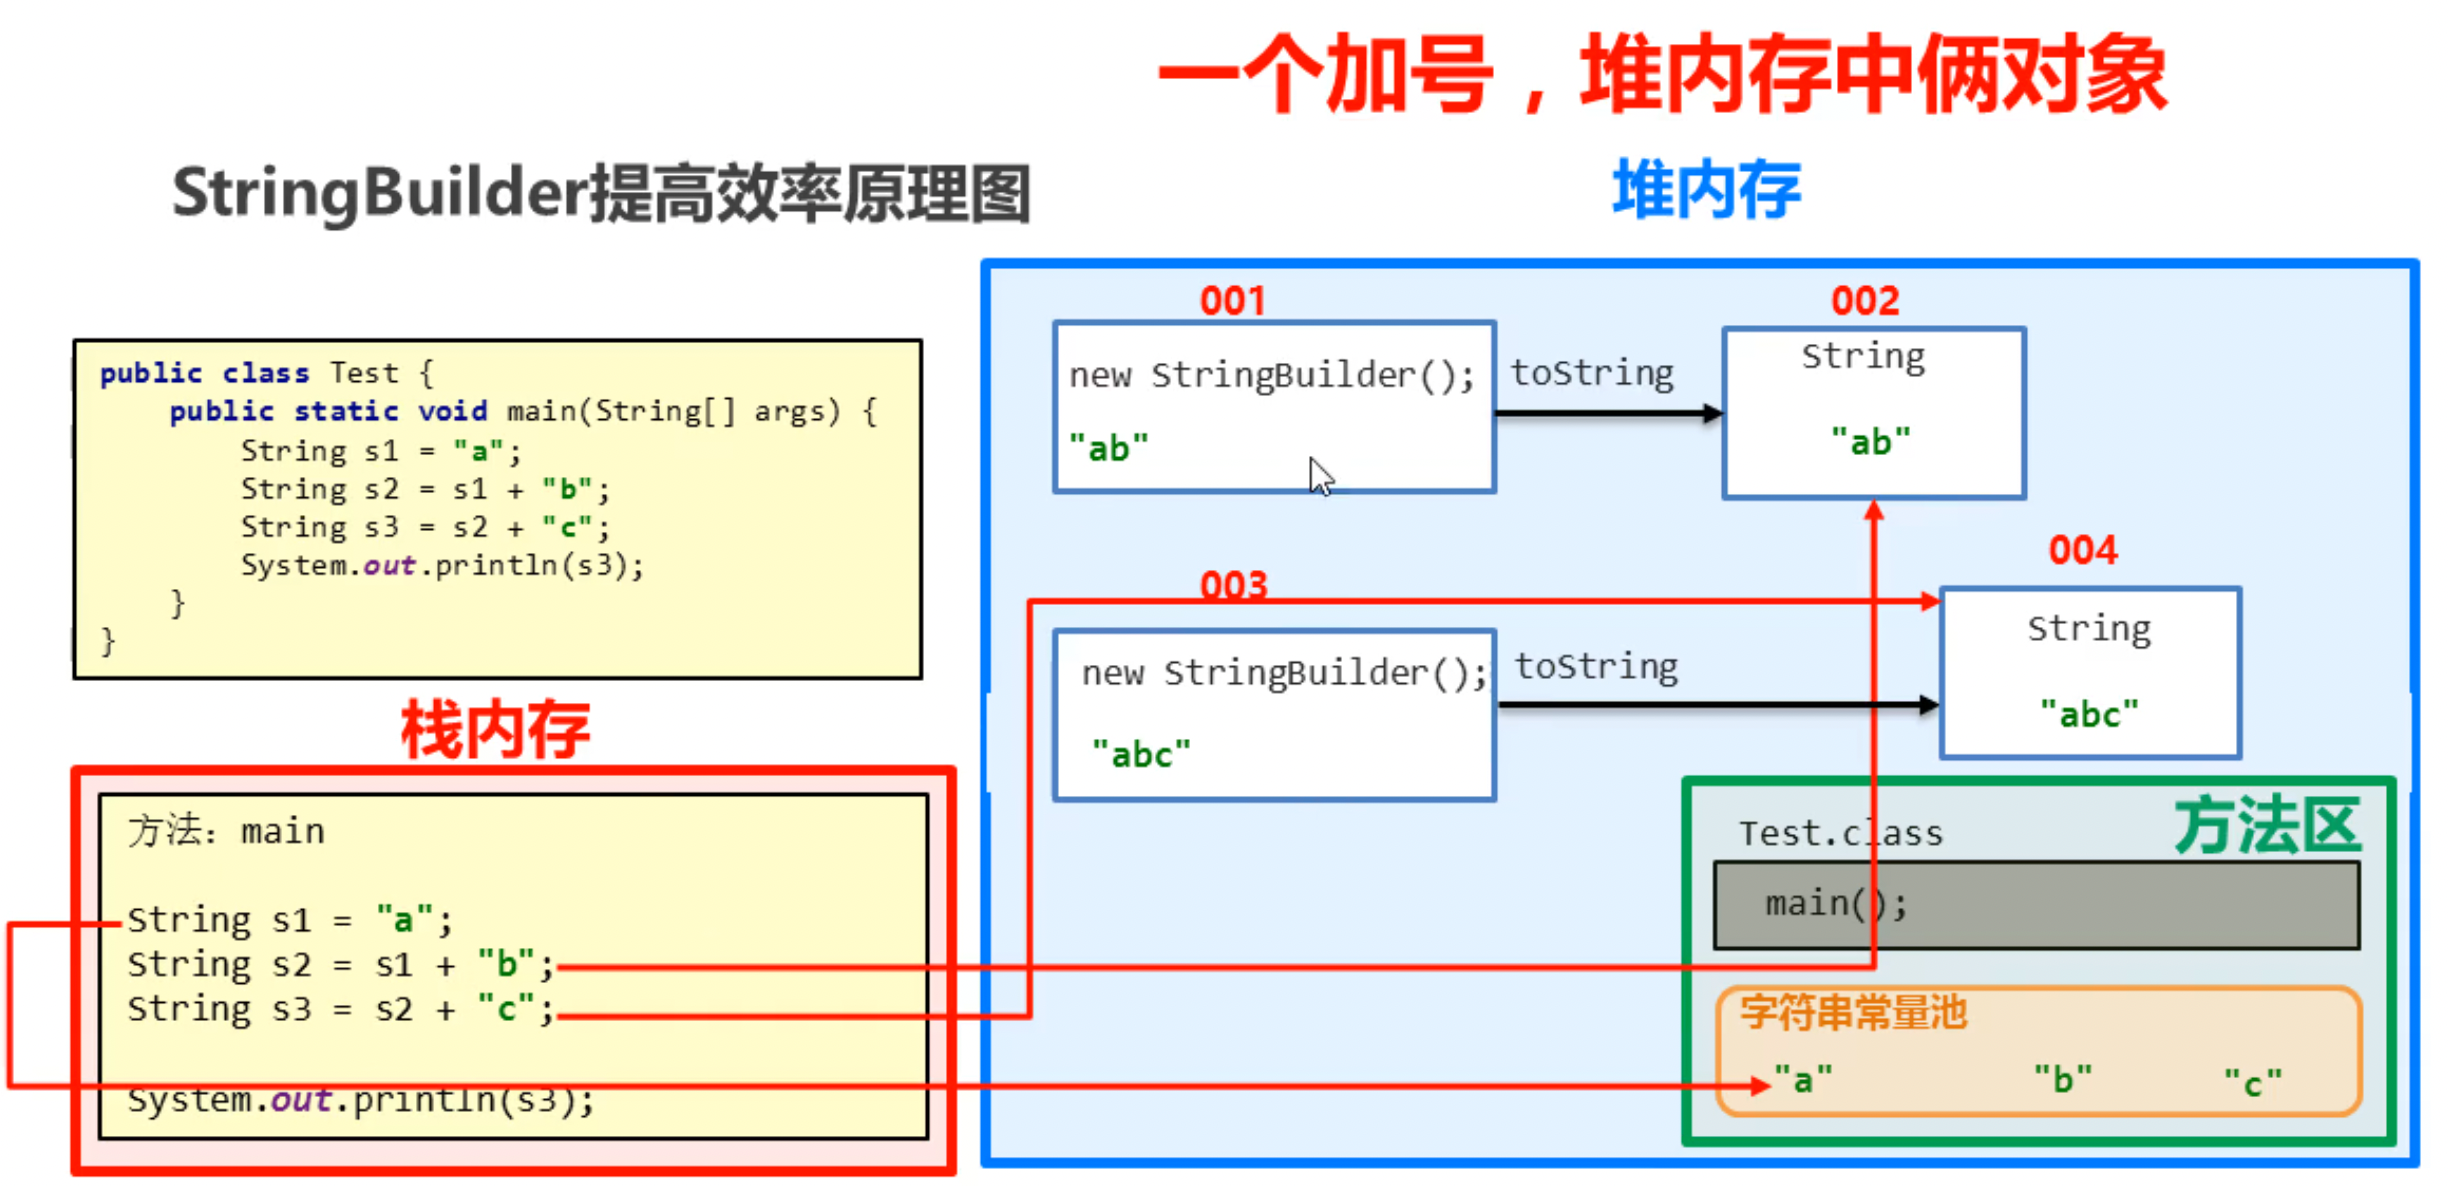 一个加号，堆内存中俩对象
StringBuilder提高效率原理图
堆内存
public class Test {
public static void main(String[] args) {
String s1 = "a";
String s2 = s1 + "b";
String s3 = s2 + "c";
System.out.println(s3);
}
}
栈内存
方法：main
String s1 = "a";
String s2 = s1 + "b";
String s3 = s2 + "c";
System.out.println(s3);
001
new StringBuilder();
"ab"
toString
002
String
"ab"
003
new StringBuilder();
"abc"
toString
004
String
"abc"
方法区
Test.class
main();
字符串常量池
"a" "b" "c"